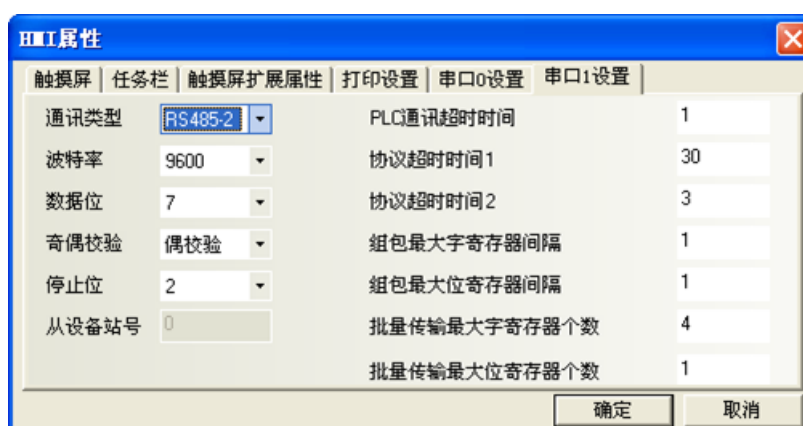 HMI属性
触摸屏 任务栏 触摸屏扩展属性 打印设置 串口0设置 串口1设置
通讯类型 RS485-2 PLC通讯超时时间 1
波特率 9600 协议超时时间1 30
数据位 7 协议超时时间2 3
奇偶校验 偶校验 组包最大字寄存器间隔 1
停止位 2 组包最大位寄存器间隔 1
从设备站号 0 批量传输最大字寄存器个数 4
批量传输最大位寄存器个数 1
确定 取消